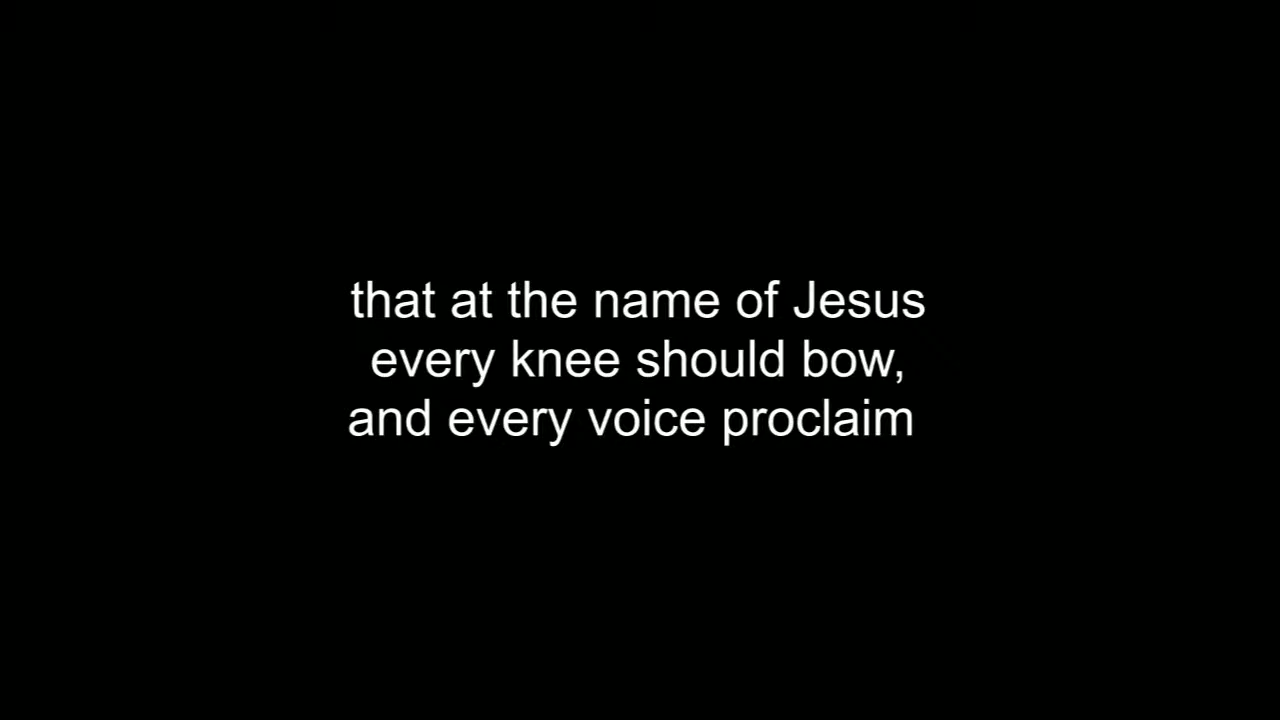 that at the name of Jesus
every knee should bow,
and every voice proclaim